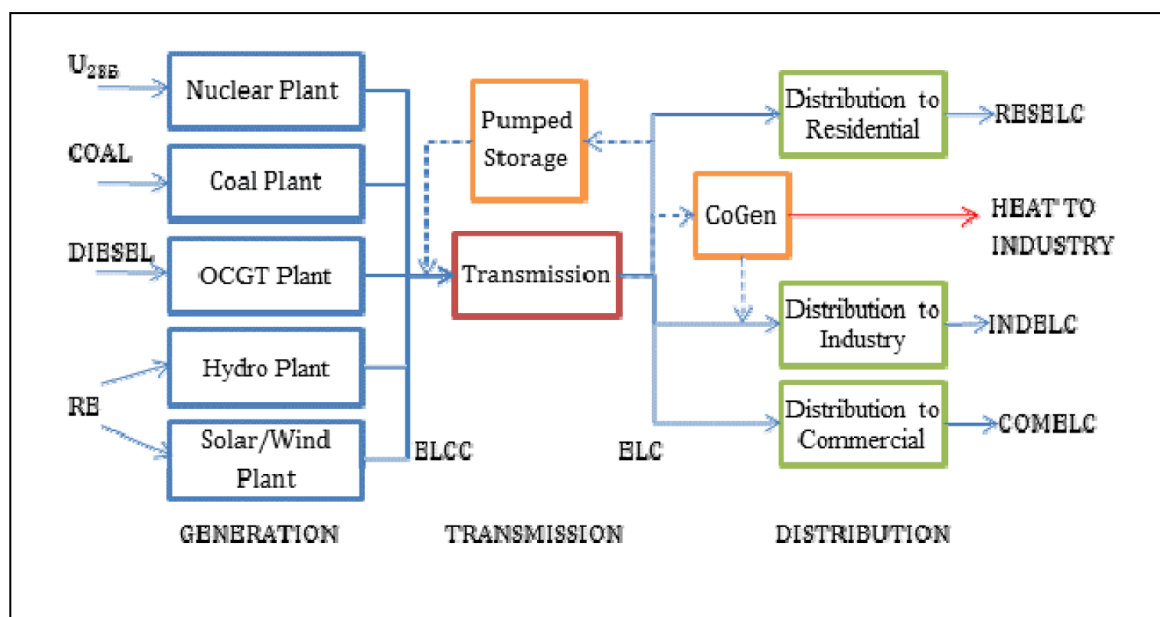 U₂₃₅
Nuclear Plant
COAL
Coal Plant
DIESEL
OCGT Plant
RE
Hydro Plant
Solar/Wind
Plant
Pumped
Storage
Transmission
CoGen
Distribution to
Residential
RESELC
HEAT TO
INDUSTRY
Distribution to
Industry
INDELC
Distribution to
Commercial
COMELC
ELCC
ELC
GENERATION
TRANSMISSION
DISTRIBUTION